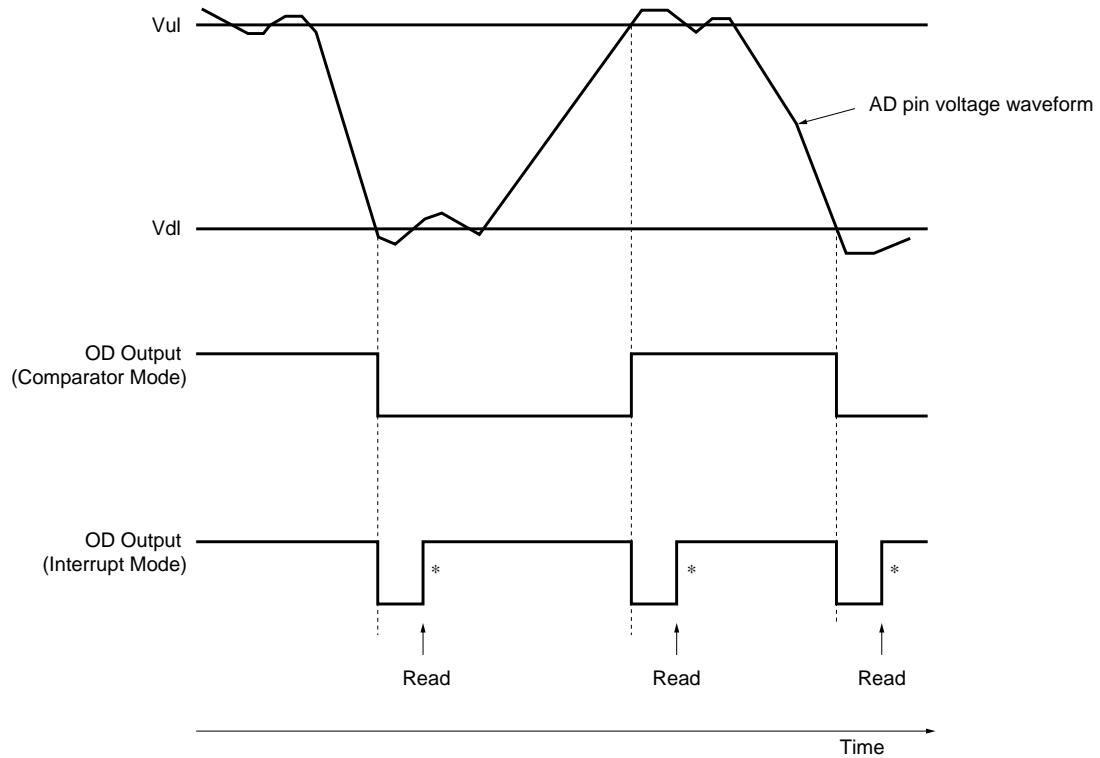 Vul
AD pin voltage waveform
Vdl
OD Output
(Comparator Mode)
OD Output
(Interrupt Mode)
* * *
Read Read Read
Time